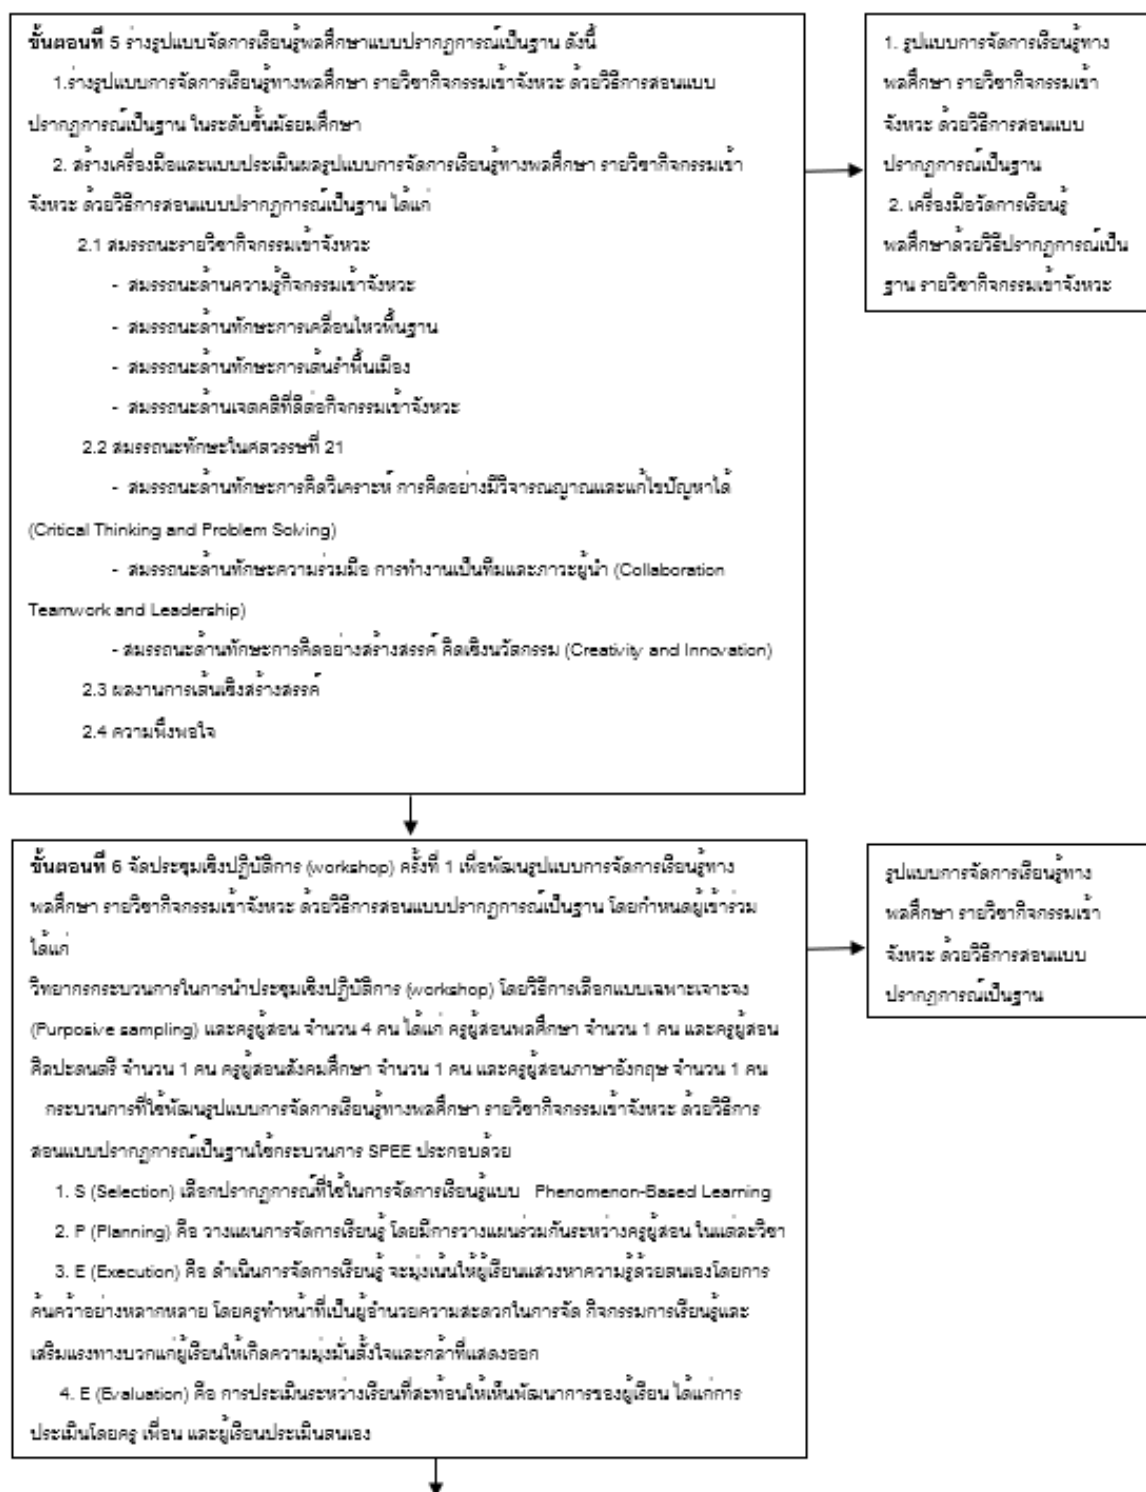 ขั้นตอนที่ 5 ร่างรูปแบบจัดการเรียนรู้พลศึกษาแบบปรากฏการณ์เป็นฐาน ดังนี้
1.ร่างรูปแบบการจัดการเรียนรู้ทางพลศึกษา รายวิชากิจกรรมเข้าจังหวะ ด้วยวิธีการสอนแบบ
ปรากฏการณ์เป็นฐาน ในระดับชั้นมัธยมศึกษา
2. สร้างเครื่องมือและแบบประเมินผลรูปแบบการจัดการเรียนรู้ทางพลศึกษา รายวิชากิจกรรมเข้า
จังหวะ ด้วยวิธีการสอนแบบปรากฏการณ์เป็นฐาน ได้แก่
2.1 สมรรถนะรายวิชากิจกรรมเข้าจังหวะ
- สมรรถนะด้านความรู้กิจกรรมเข้าจังหวะ
- สมรรถนะด้านทักษะการเคลื่อนไหวพื้นฐาน
- สมรรถนะด้านทักษะการเต้นรำพื้นเมือง
- สมรรถนะด้านเจตคติที่ดีต่อกิจกรรมเข้าจังหวะ
2.2 สมรรถนะทักษะในศตวรรษที่ 21
- สมรรถนะด้านทักษะการคิดวิเคราะห์ การคิดอย่างมีวิจารณญาณและแก้ไขปัญหาได้
(Critical Thinking and Problem Solving)
- สมรรถนะด้านทักษะความร่วมมือ การทำงานเป็นทีมและภาวะผู้นำ (Collaboration
Teamwork and Leadership)
- สมรรถนะด้านทักษะการคิดอย่างสร้างสรรค์ คิดเชิงนวัตกรรม (Creativity and Innovation)
2.3 ผลงานการเต้นเชิงสร้างสรรค์
2.4 ความพึงพอใจ
1. รูปแบบการจัดการเรียนรู้ทาง
พลศึกษา รายวิชากิจกรรมเข้า
จังหวะ ด้วยวิธีการสอนแบบ
ปรากฏการณ์เป็นฐาน
2. เครื่องมือวัดการเรียนรู้
พลศึกษาด้วยวิธีปรากฏการณ์เป็น
ฐาน รายวิชากิจกรรมเข้าจังหวะ
ขั้นตอนที่ 6 จัดประชุมเชิงปฏิบัติการ (workshop) ครั้งที่ 1 เพื่อพัฒนรูปแบบการจัดการเรียนรู้ทาง
พลศึกษา รายวิชากิจกรรมเข้าจังหวะ ด้วยวิธีการสอนแบบปรากฏการณ์เป็นฐาน โดยกำหนดผู้เข้าร่วม
ได้แก่
วิทยากรกระบวนการในการนำประชุมเชิงปฏิบัติการ (workshop) โดยวิธีการเลือกแบบเฉพาะเจาะจง
(Purposive sampling) และครูผู้สอน จำนวน 4 คน ได้แก่ ครูผู้สอนพลศึกษา จำนวน 1 คน และครูผู้สอน
ศิลปะดนตรี จำนวน 1 คน ครูผู้สอนสังคมศึกษา จำนวน 1 คน และครูผู้สอนภาษาอังกฤษ จำนวน 1 คน
กระบวนการที่ใช้พัฒนรูปแบบการจัดการเรียนรู้ทางพลศึกษา รายวิชากิจกรรมเข้าจังหวะ ด้วยวิธีการ
สอนแบบปรากฏการณ์เป็นฐานใช้กระบวนการ SPEE ประกอบด้วย
1. S (Selection) เลือกปรากฏการณ์ที่ใช้ในการจัดการเรียนรู้แบบ Phenomenon-Based Learning
2. P (Planning) คือ วางแผนการจัดการเรียนรู้ โดยมีการวางแผนร่วมกันระหว่างครูผู้สอน ในแต่ละวิชา
3. E (Execution) คือ ดำเนินการจัดการเรียนรู้ จะมุ่งเน้นให้ผู้เรียนแสวงหาความรู้ด้วยตนเองโดยการ
ค้นคว้าอย่างหลากหลาย โดยครูทำหน้าที่เป็นผู้อำนวยความสะดวกในการจัด กิจกรรมการเรียนรู้และ
เสริมแรงทางบวกแก่ผู้เรียนให้เกิดความมุ่งมั่นตั้งใจและกล้าที่แสดงออก
4. E (Evaluation) คือ การประเมินระหว่างเรียนที่สะท้อนให้เห็นพัฒนาการของผู้เรียน ได้แก่การ
ประเมินโดยครู เพื่อน และผู้เรียนประเมินตนเอง
รูปแบบการจัดการเรียนรู้ทาง
พลศึกษา รายวิชากิจกรรมเข้า
จังหวะ ด้วยวิธีการสอนแบบ
ปรากฏการณ์เป็นฐาน